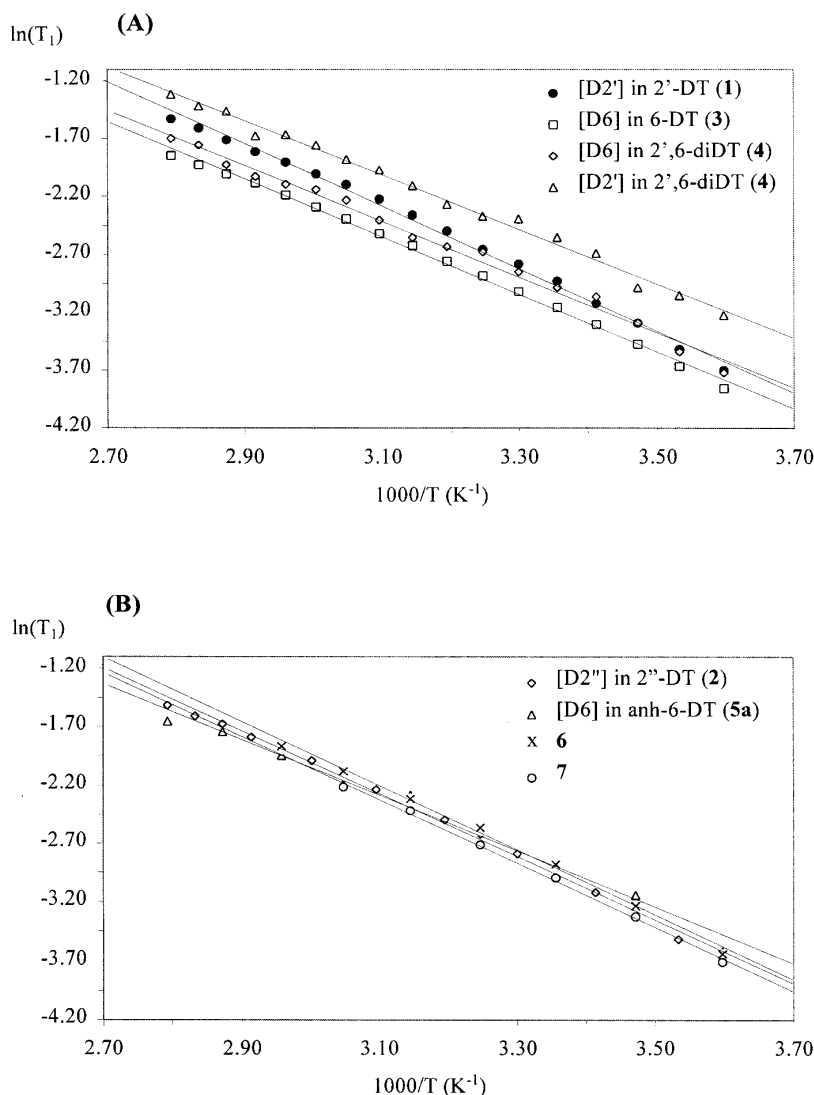 (A)
ln(T₁)
-1.20
-1.70
-2.20
-2.70
-3.20
-3.70
-4.20
[D2'] in 2'-DT (1)
[D6] in 6-DT (3)
[D6] in 2',6-diDT (4)
[D2'] in 2',6-diDT (4)
2.70 2.90 3.10 3.30 3.50 3.70
1000/T (K⁻¹)
(B)
ln(T₁)
-1.20
-1.70
-2.20
-2.70
-3.20
-3.70
-4.20
[D2"] in 2"-DT (2)
[D6] in anh-6-DT (5a)
6
7
2.70 2.90 3.10 3.30 3.50 3.70
1000/T (K⁻¹)